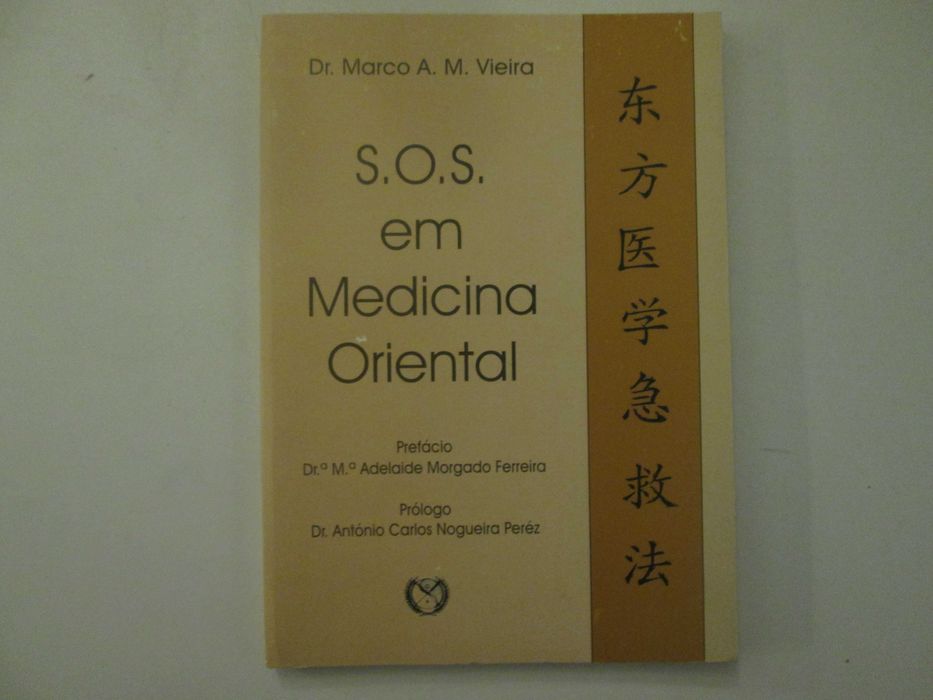 Dr. Marco A. M. Vieira
S.O.S.
em
Medicina
Oriental
Prefácio
Dr.ª M.ª Adelaide Morgado Ferreira
Prólogo
Dr. António Carlos Nogueira Peréz
东方医学急救法